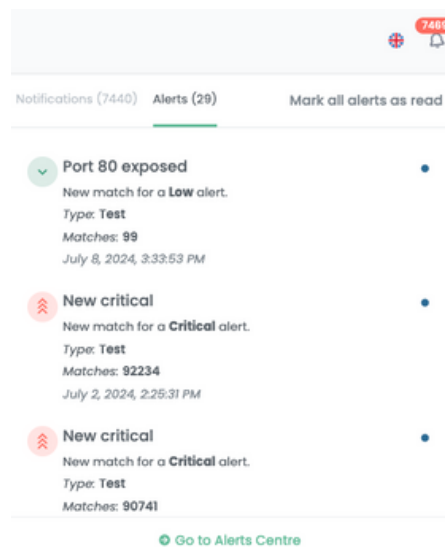 7469
Notifications (7440) Alerts (29) Mark all alerts as read
Port 80 exposed
New match for a Low alert.
Type: Test
Matches: 99
July 8, 2024, 3:33:53 PM
New critical
New match for a Critical alert.
Type: Test
Matches: 92234
July 2, 2024, 2:25:31 PM
New critical
New match for a Critical alert.
Type: Test
Matches: 90741
Go to Alerts Centre